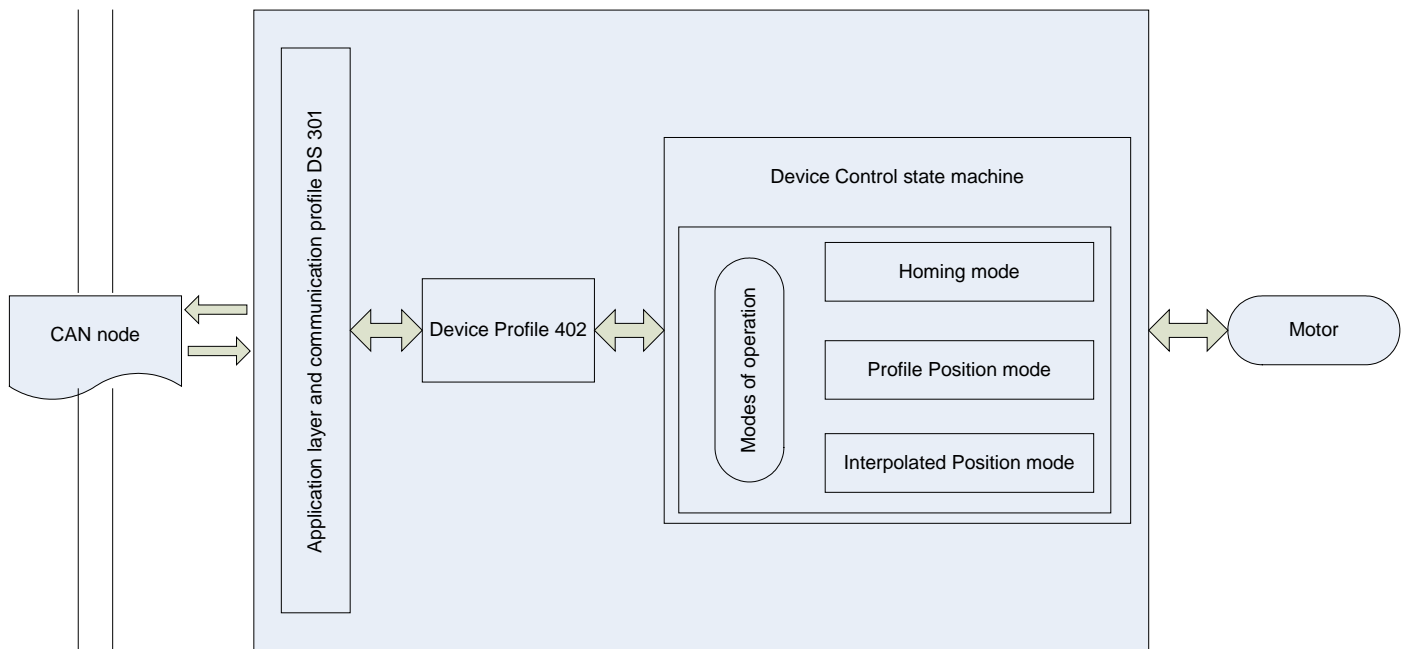 CAN node
Application layer and communication profile DS 301
Device Profile 402
Device Control state machine
Modes of operation
Homing mode
Profile Position mode
Interpolated Position mode
Motor